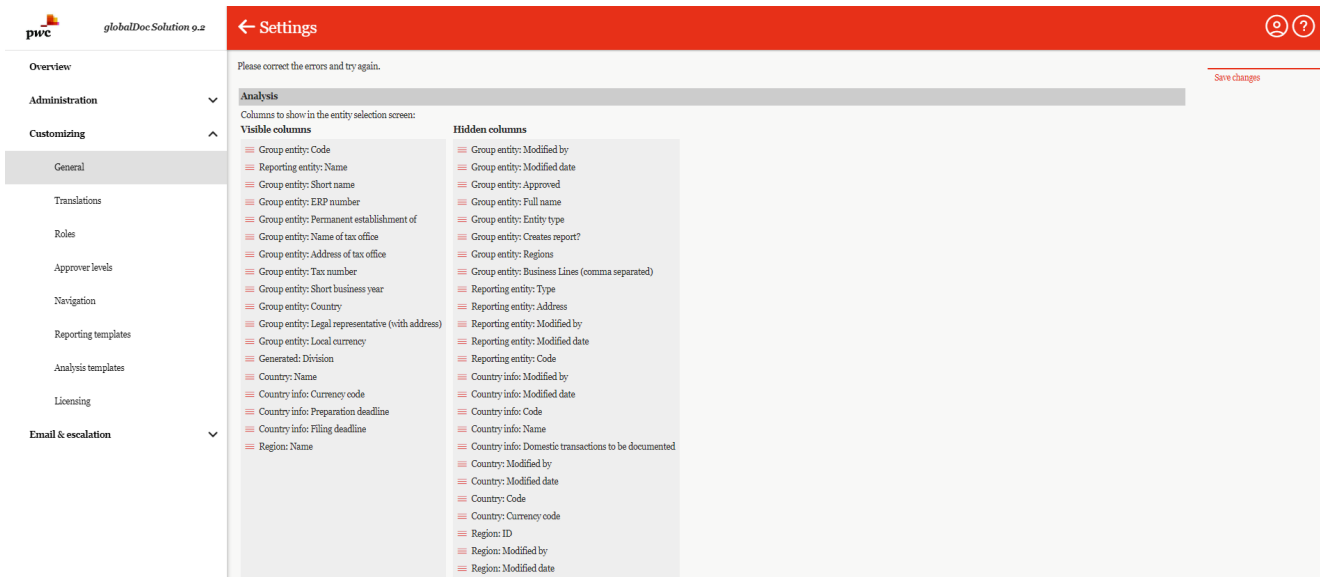 pwc
globalDoc Solution 9.2
Settings
Overview
Administration
Customizing
General
Translations
Roles
Approver levels
Navigation
Reporting templates
Analysis templates
Licensing
Email & escalation
Please correct the errors and try again.
Save changes
Analysis
Columns to show in the entity selection screen:
Visible columns
Group entity: Code
Reporting entity: Name
Group entity: Short name
Group entity: ERP number
Group entity: Permanent establishment of
Group entity: Name of tax office
Group entity: Address of tax office
Group entity: Tax number
Group entity: Short business year
Group entity: Country
Group entity: Legal representative (with address)
Group entity: Local currency
Generated: Division
Country: Name
Country info: Currency code
Country info: Preparation deadline
Country info: Filing deadline
Region: Name
Hidden columns
Group entity: Modified by
Group entity: Modified date
Group entity: Approved
Group entity: Full name
Group entity: Entity type
Group entity: Creates report?
Group entity: Regions
Group entity: Business Lines (comma separated)
Reporting entity: Type
Reporting entity: Address
Reporting entity: Modified by
Reporting entity: Modified date
Reporting entity: Code
Country info: Modified by
Country info: Modified date
Country info: Code
Country info: Name
Country info: Domestic transactions to be documented
Country: Modified by
Country: Modified date
Country: Code
Country: Currency code
Region: ID
Region: Modified by
Region: Modified date